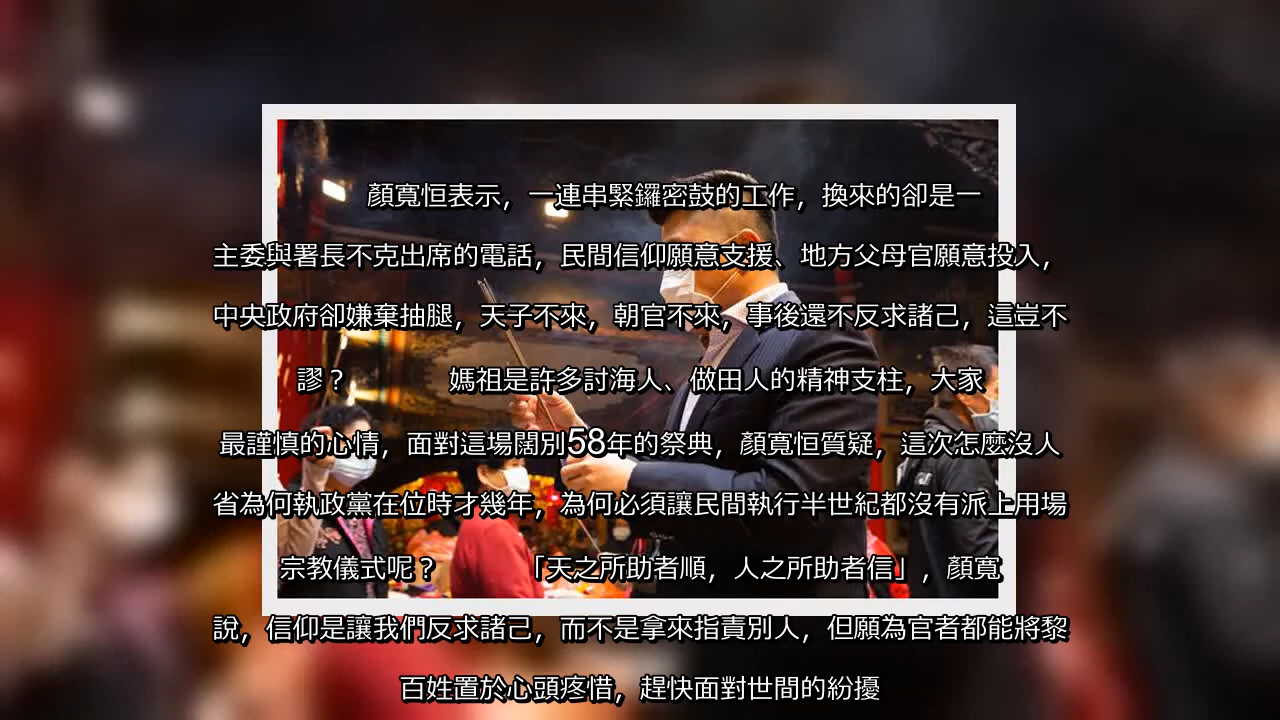 顏寬恒表示，一連串緊鑼密鼓的工作，換來的卻是一
主委與署長不克出席的電話，民間信仰願意支援、地方父母官願意投入，
中央政府卻嫌棄抽腿，天子不來，朝官不來，事後還不反求諸己，這豈不
謬？ 媽祖是許多討海人、做田人的精神支柱，大家
最謹慎的心情，面對這場闊別58年的祭典，顏寬恒質疑，這次怎麼沒人
省為何執政黨在位時才幾年，為何必須讓民間執行半世紀都沒有派上用場
宗教儀式呢？ 「天之所助者順，人之所助者信」，顏寬
說，信仰是讓我們反求諸己，而不是拿來指責別人，但願為官者都能將黎
百姓置於心頭疼惜，趕快面對世間的紛擾